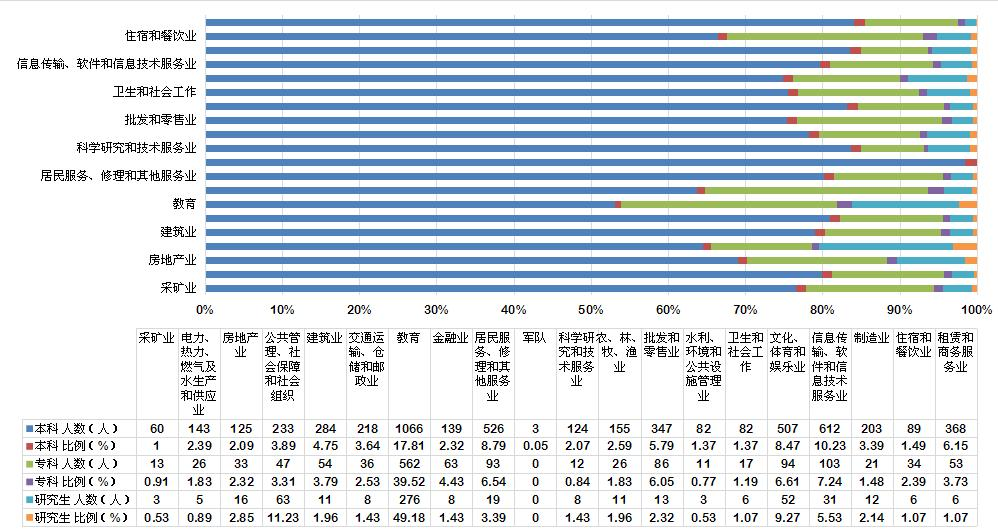 住宿和餐饮业
信息传输、软件和信息技术服务业
卫生和社会工作
批发和零售业
科学研究和技术服务业
居民服务、修理和其他服务业
教育
建筑业
房地产业
采矿业
0% 10% 20% 30% 40% 50% 60% 70% 80% 90% 100%
采矿业 电力、热力、燃气及水生产和供应业 房地产业 公共管理、社会保障和社会组织 建筑业 交通运输、仓储和邮政业 教育 金融业 居民服务、修理和其他服务业 军队 科学研究和技术服务业 农、林、牧、渔业 批发和零售业 水利、环境和公共设施管理业 卫生和社会工作 文化、体育和娱乐业 信息传输、软件和信息技术服务业 制造业 住宿和餐饮业 租赁和商务服务业
本科 人数（人） 60 143 125 233 284 218 1066 139 526 3 124 155 347 82 82 507 612 203 89 368
本科 比例（%） 1 2.39 2.09 3.89 4.75 3.64 17.81 2.32 8.79 0.05 2.07 2.59 5.79 1.37 1.37 8.47 10.23 3.39 1.49 6.15
专科 人数（人） 13 26 33 47 54 36 562 63 93 0 12 26 86 11 17 94 103 21 34 53
专科 比例（%） 0.91 1.83 2.32 3.31 3.79 2.53 39.52 4.43 6.54 0 0.84 1.83 6.05 0.77 1.19 6.61 7.24 1.48 2.39 3.73
研究生 人数（人） 3 5 16 63 11 8 276 8 19 0 8 11 13 3 6 52 31 12 6 6
研究生 比例（%） 0.53 0.89 2.85 11.23 1.96 1.43 49.18 1.43 3.39 0 1.43 1.96 2.32 0.53 1.07 9.27 5.53 2.14 1.07 1.07